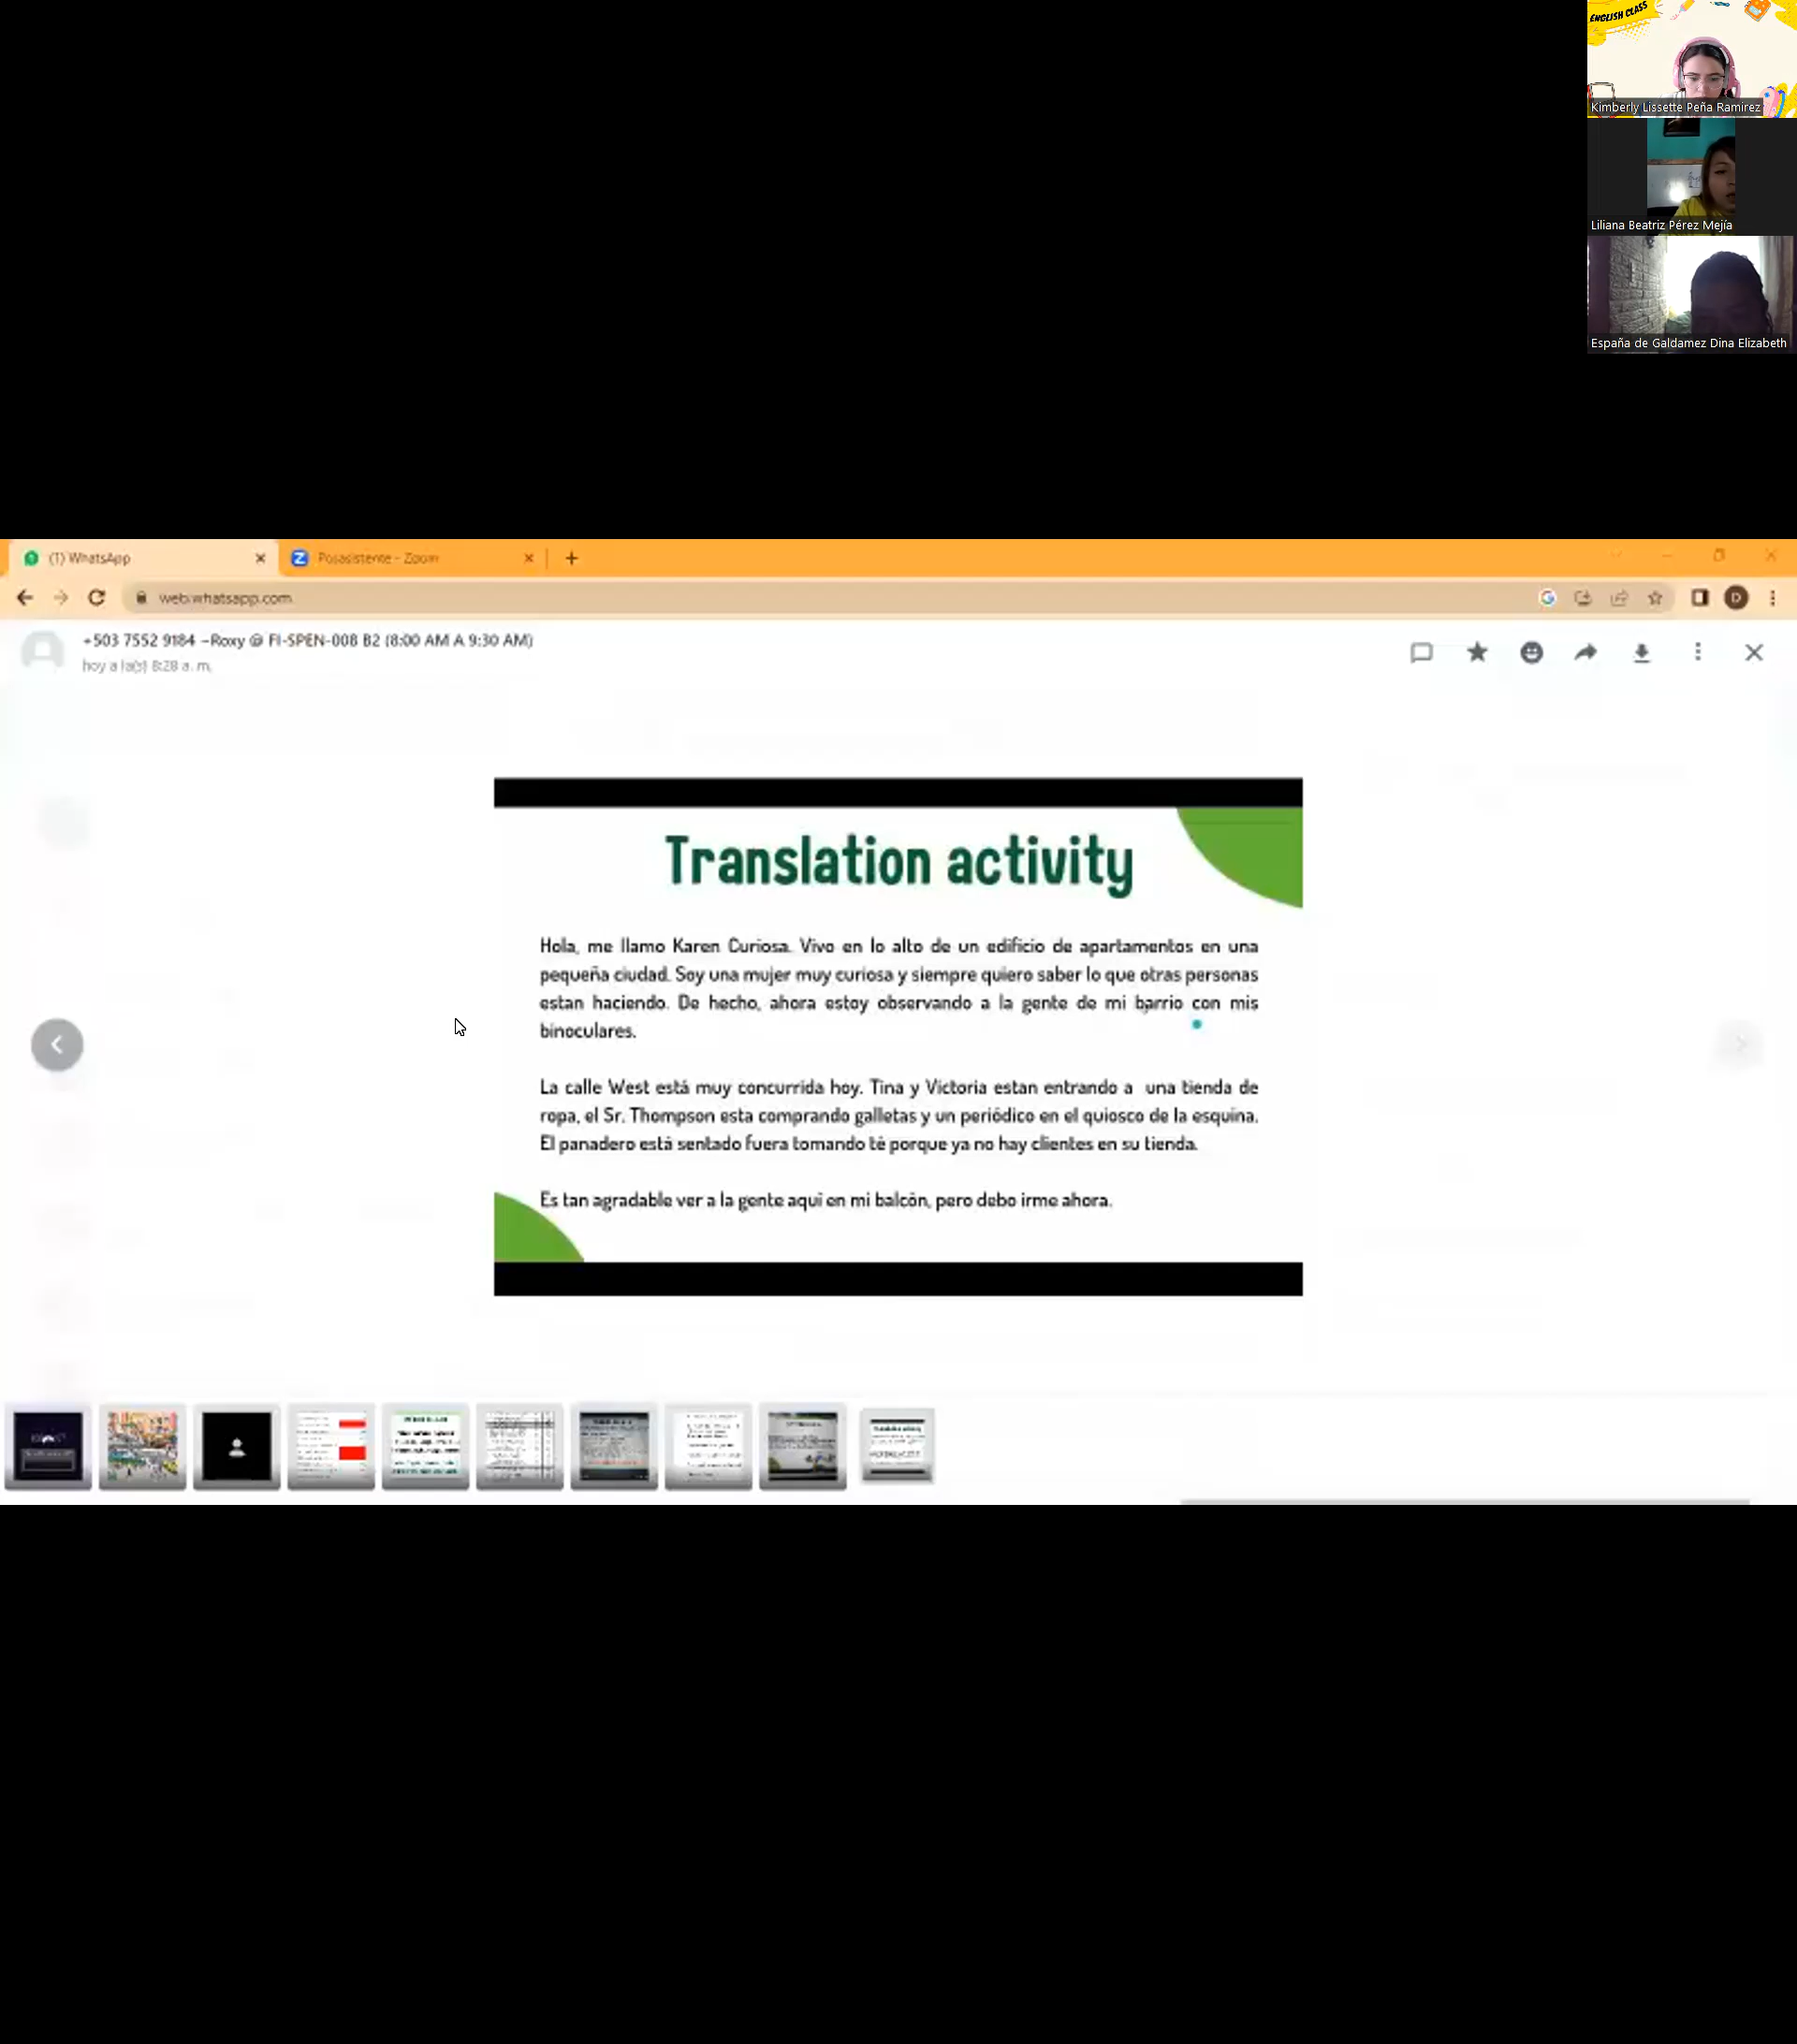 ENGLISH CLASS
Kimberly Lissette Peña Ramirez
Liliana Beatriz Pérez Mejía
España de Galdamez Dina Elizabeth
(1) WhatsApp
Posasistente - Zoom
web.whatsapp.com
D
+503 7552 9184 ~Roxy @ FI-SPEN-008 B2 (8:00 AM A 9:30 AM)
hoy a la(s) 8:28 a. m.
Translation activity
Hola, me llamo Karen Curiosa. Vivo en lo alto de un edificio de apartamentos en una
pequeña ciudad. Soy una mujer muy curiosa y siempre quiero saber lo que otras personas
estan haciendo. De hecho, ahora estoy observando a la gente de mi barrio con mis
binoculares.
La calle West está muy concurrida hoy. Tina y Victoria estan entrando a una tienda de
ropa, el Sr. Thompson esta comprando galletas y un periódico en el quiosco de la esquina.
El panadero está sentado fuera tomando té porque ya no hay clientes en su tienda.
Es tan agradable ver a la gente aquí en mi balcón, pero debo irme ahora.